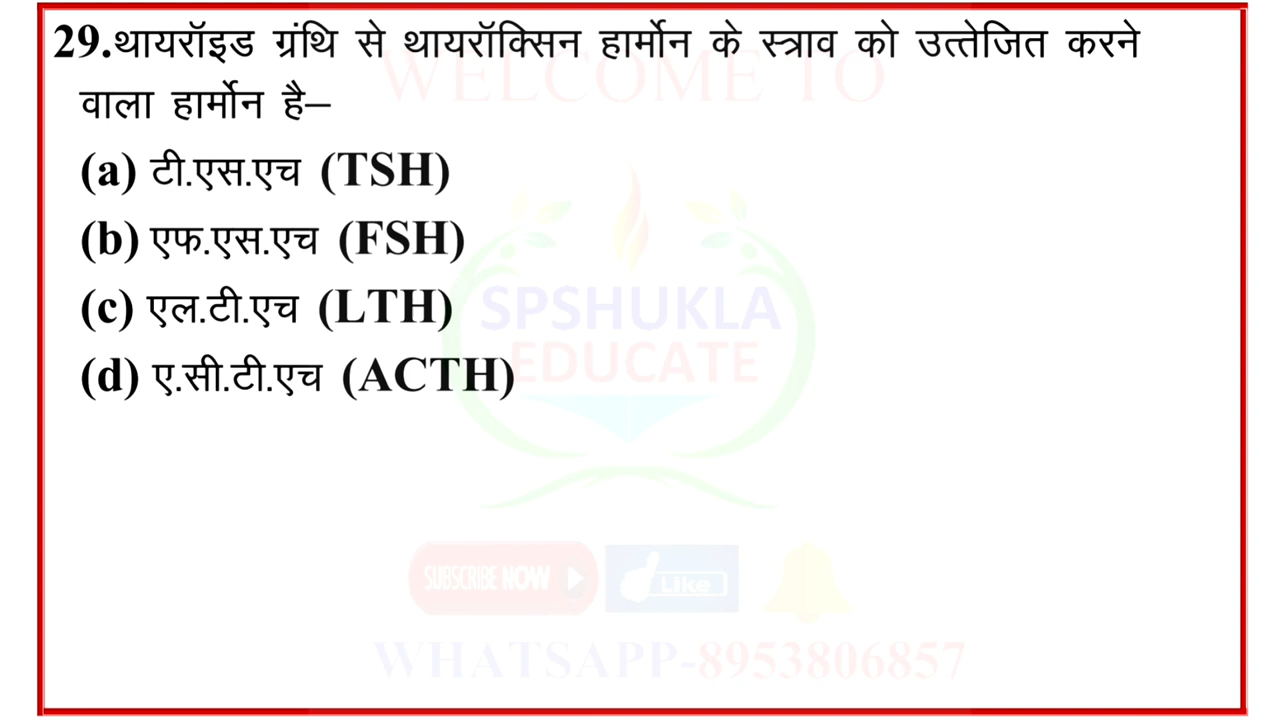 29.थायरॉइड ग्रंथि से थायरॉक्सिन हार्मोन के स्त्राव को उत्तेजित करने
वाला हार्मोन है–
(a) टी.एस.एच (TSH)
(b) एफ.एस.एच (FSH)
(c) एल.टी.एच (LTH)
(d) ए.सी.टी.एच (ACTH)
WELCOME TO
SPSHUKLA
EDUCATE
SUBSCRIBE NOW
Like
WHATSAPP-8953806857